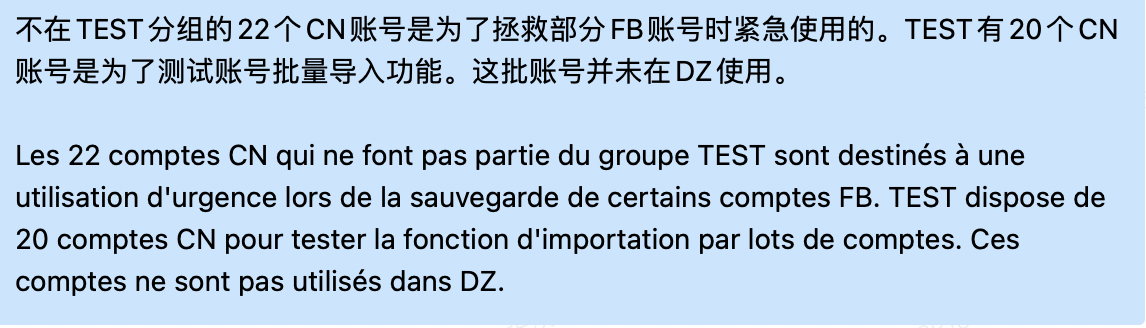 不在TEST分组的22个CN账号是为了拯救部分FB账号时紧急使用的。TEST有20个CN
账号是为了测试账号批量导入功能。这批账号并未在DZ使用。
Les 22 comptes CN qui ne font pas partie du groupe TEST sont destinés à une
utilisation d'urgence lors de la sauvegarde de certains comptes FB. TEST dispose de
20 comptes CN pour tester la fonction d'importation par lots de comptes. Ces
comptes ne sont pas utilisés dans DZ.